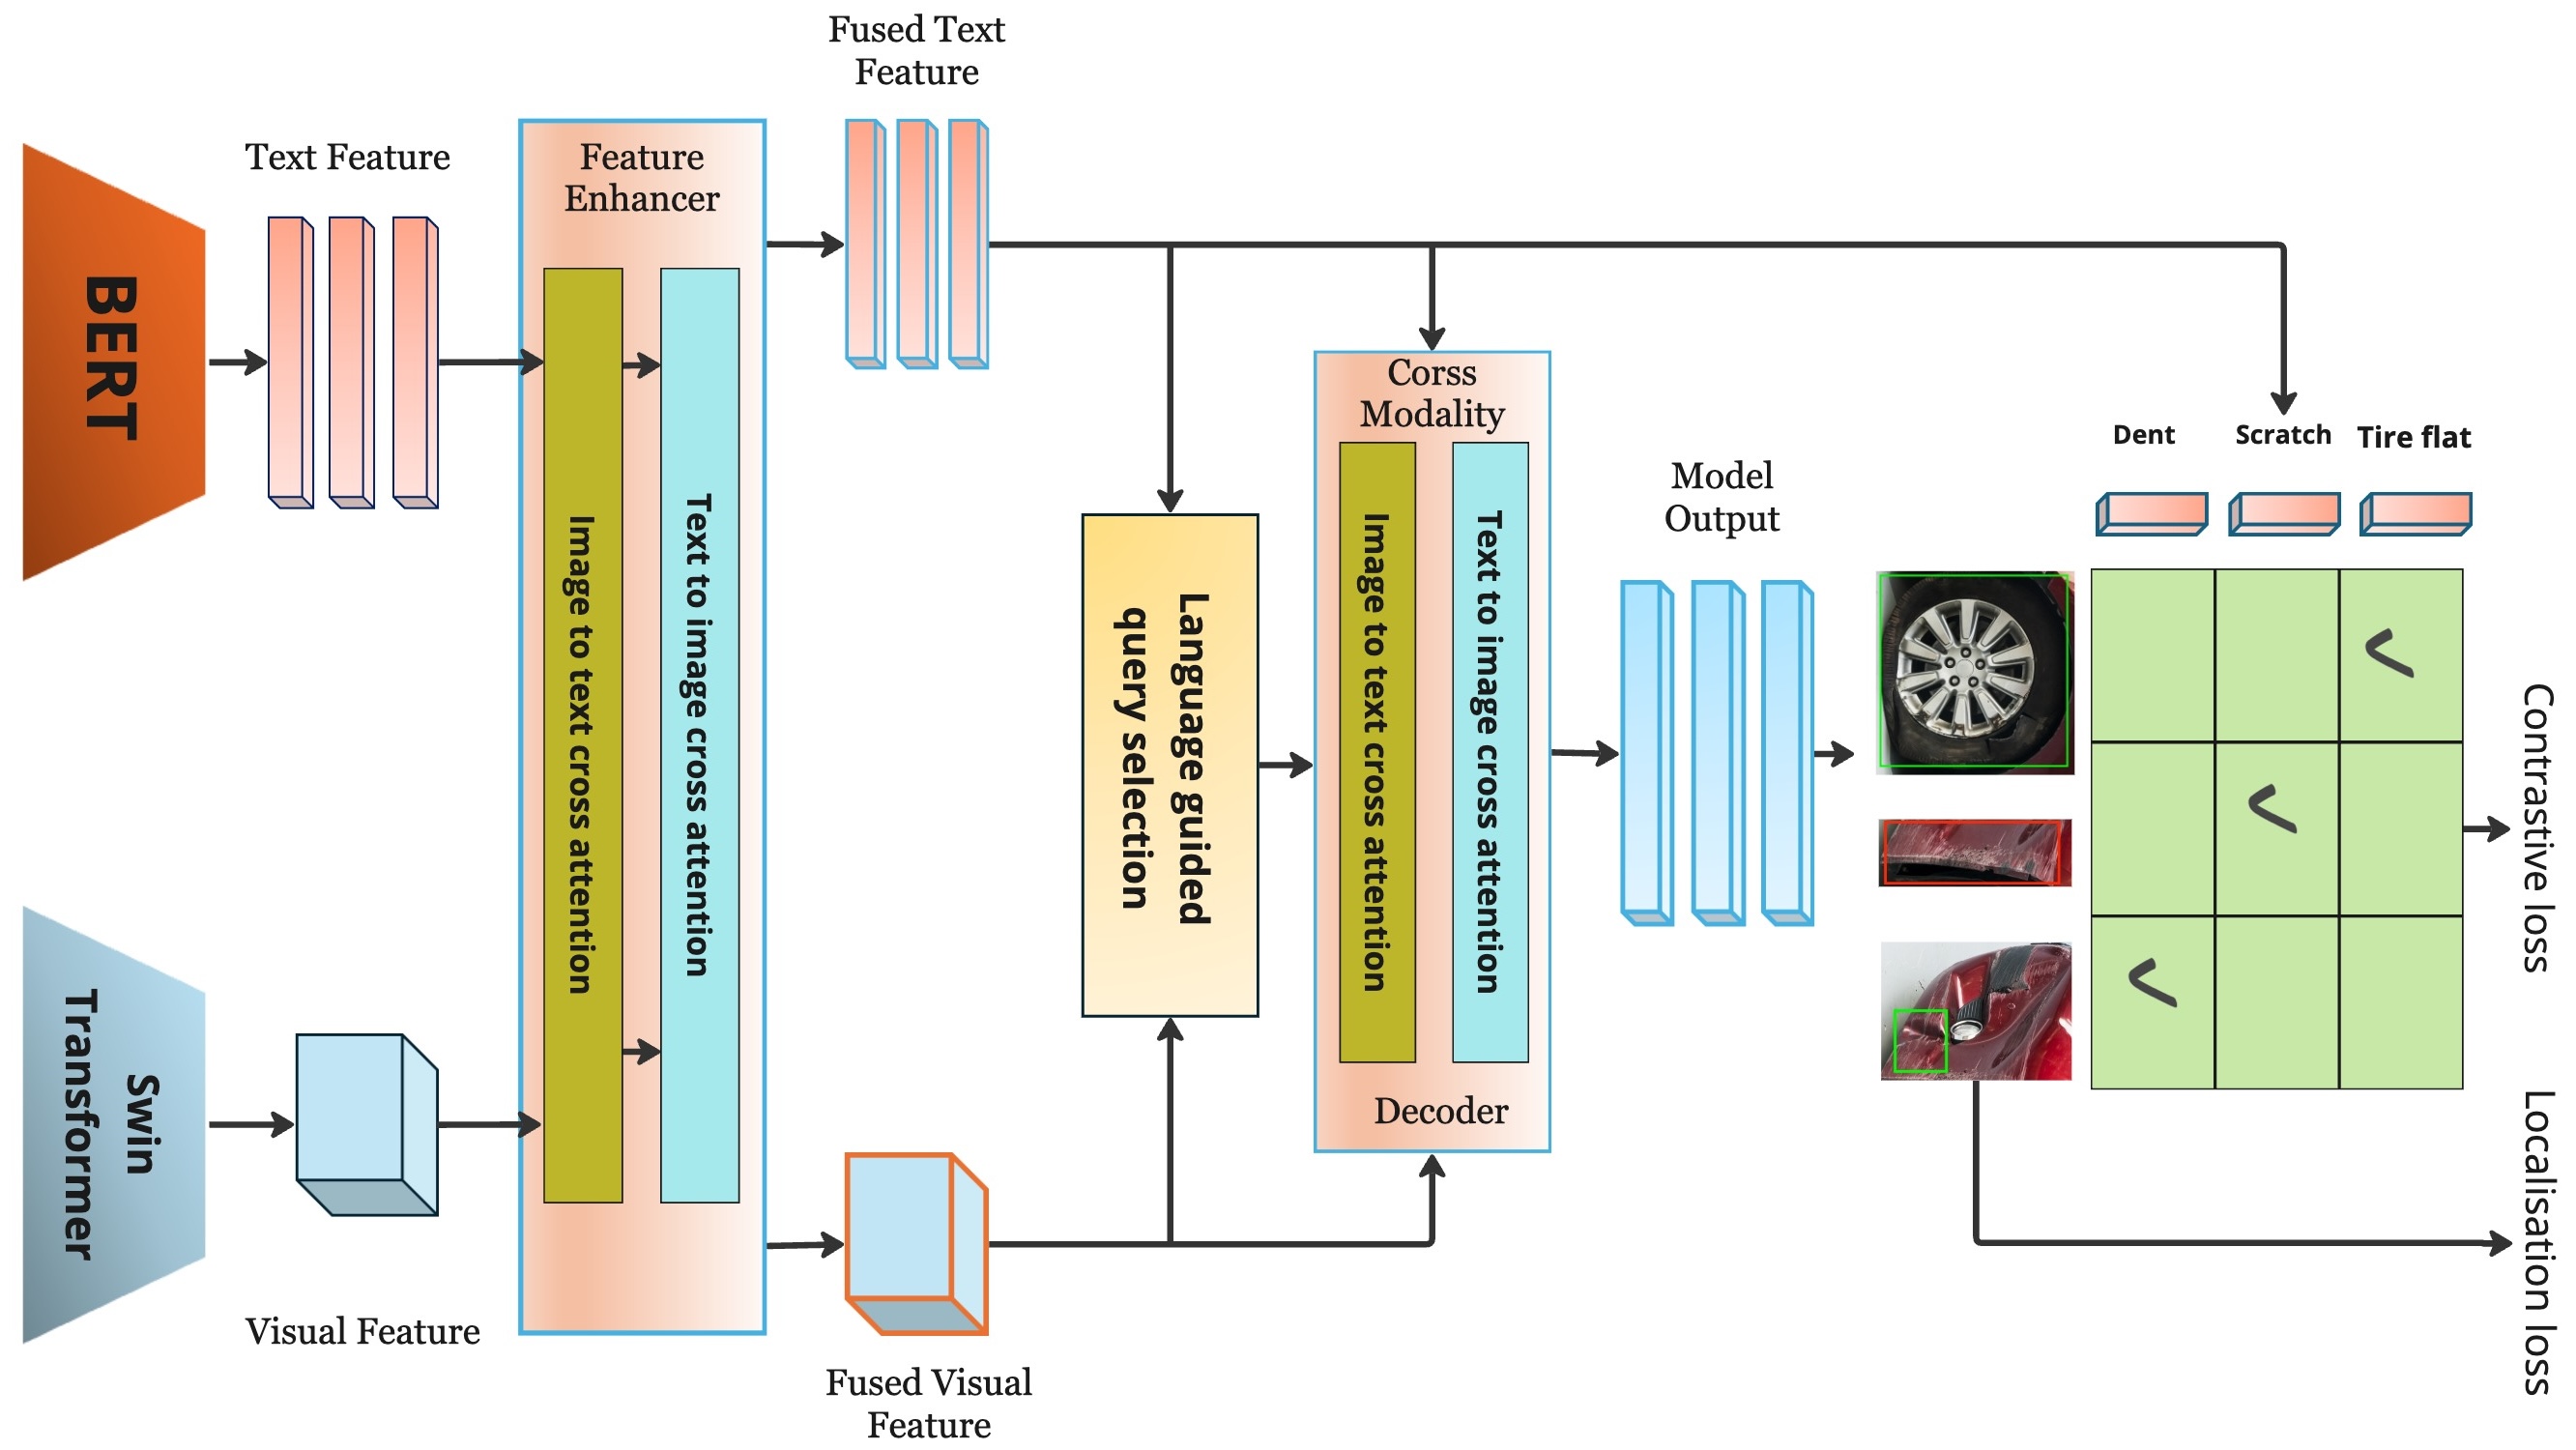 Fused Text
Feature
Text Feature
Feature
Enhancer
BERT
Image to text cross attention
Text to image cross attention
Swin
Transformer
Visual Feature
Fused Visual
Feature
Language guided
query selection
Corss
Modality
Image to text cross attention
Text to image cross attention
Decoder
Model
Output
Dent
Scratch
Tire flat
Contrastive loss
Localisation loss